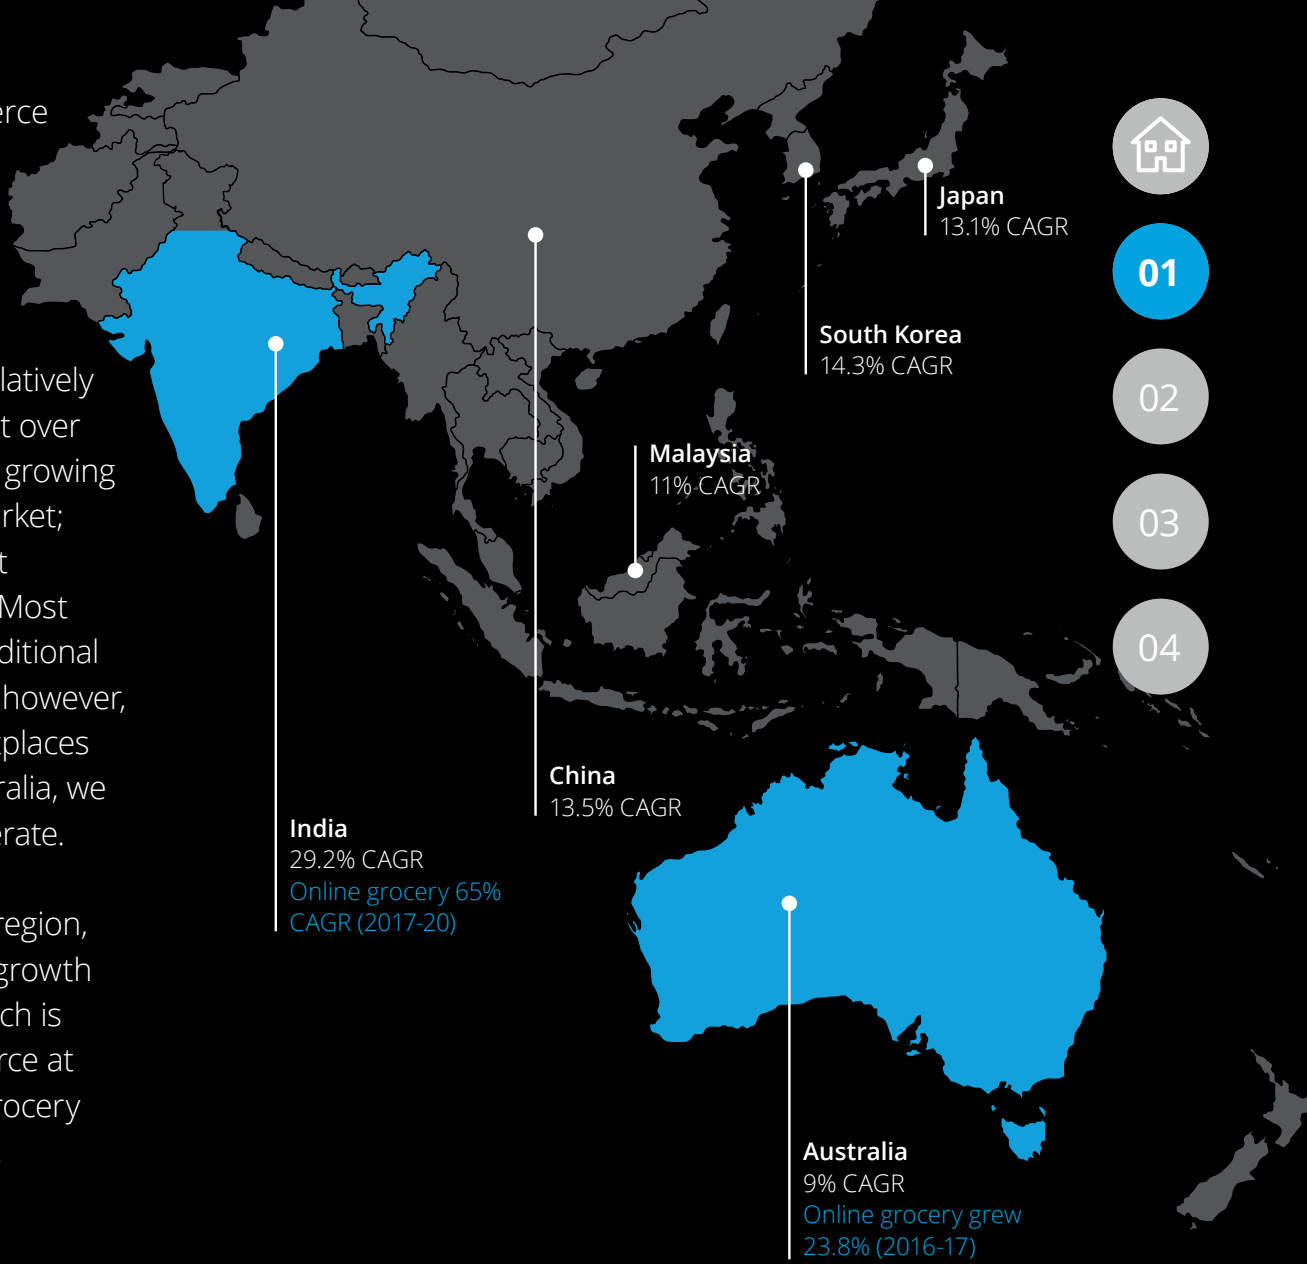 erce
latively
t over
growing
rket;
t
Most
ditional
however,
places
ralia, we
erate.
region,
growth
ch is
rce at
rocery
Japan
13.1% CAGR
South Korea
14.3% CAGR
Malaysia
11% CAGR
China
13.5% CAGR
India
29.2% CAGR
Online grocery 65%
CAGR (2017-20)
Australia
9% CAGR
Online grocery grew
23.8% (2016-17)
01
02
03
04